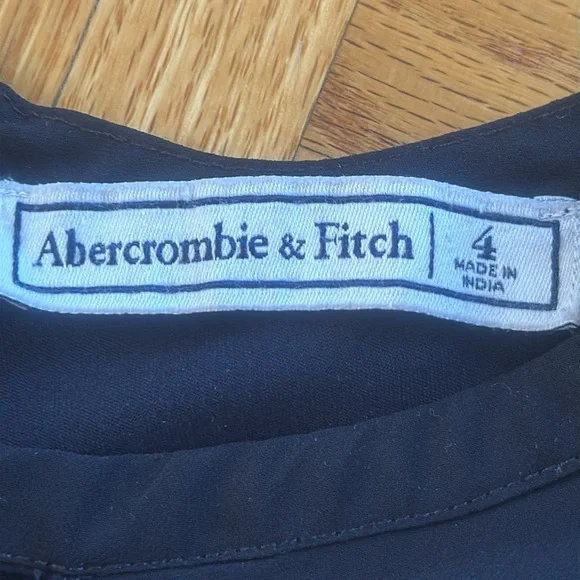 Abercrombie & Fitch
4
MADE IN
INDIA